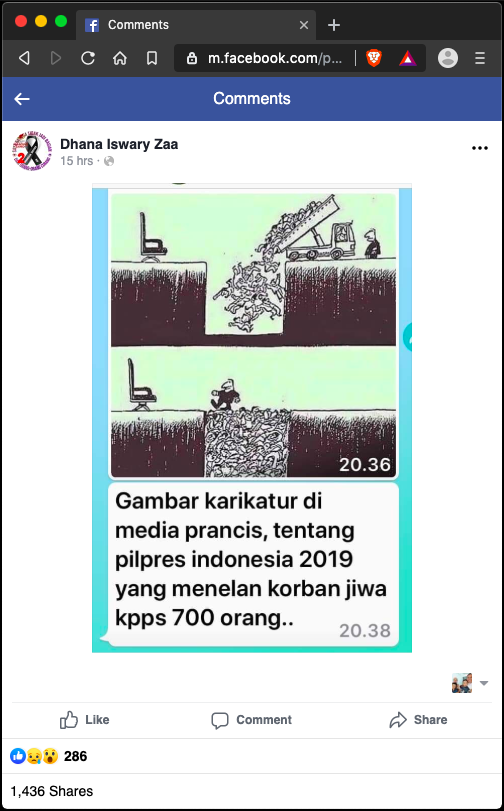 Comments
m.facebook.com/p...
Comments
Dhana Iswary Zaa
15 hrs
20.36
Gambar karikatur di
media prancis, tentang
pilpres indonesia 2019
yang menelan korban jiwa
kpps 700 orang..
20.38
Like
Comment
Share
286
1,436 Shares